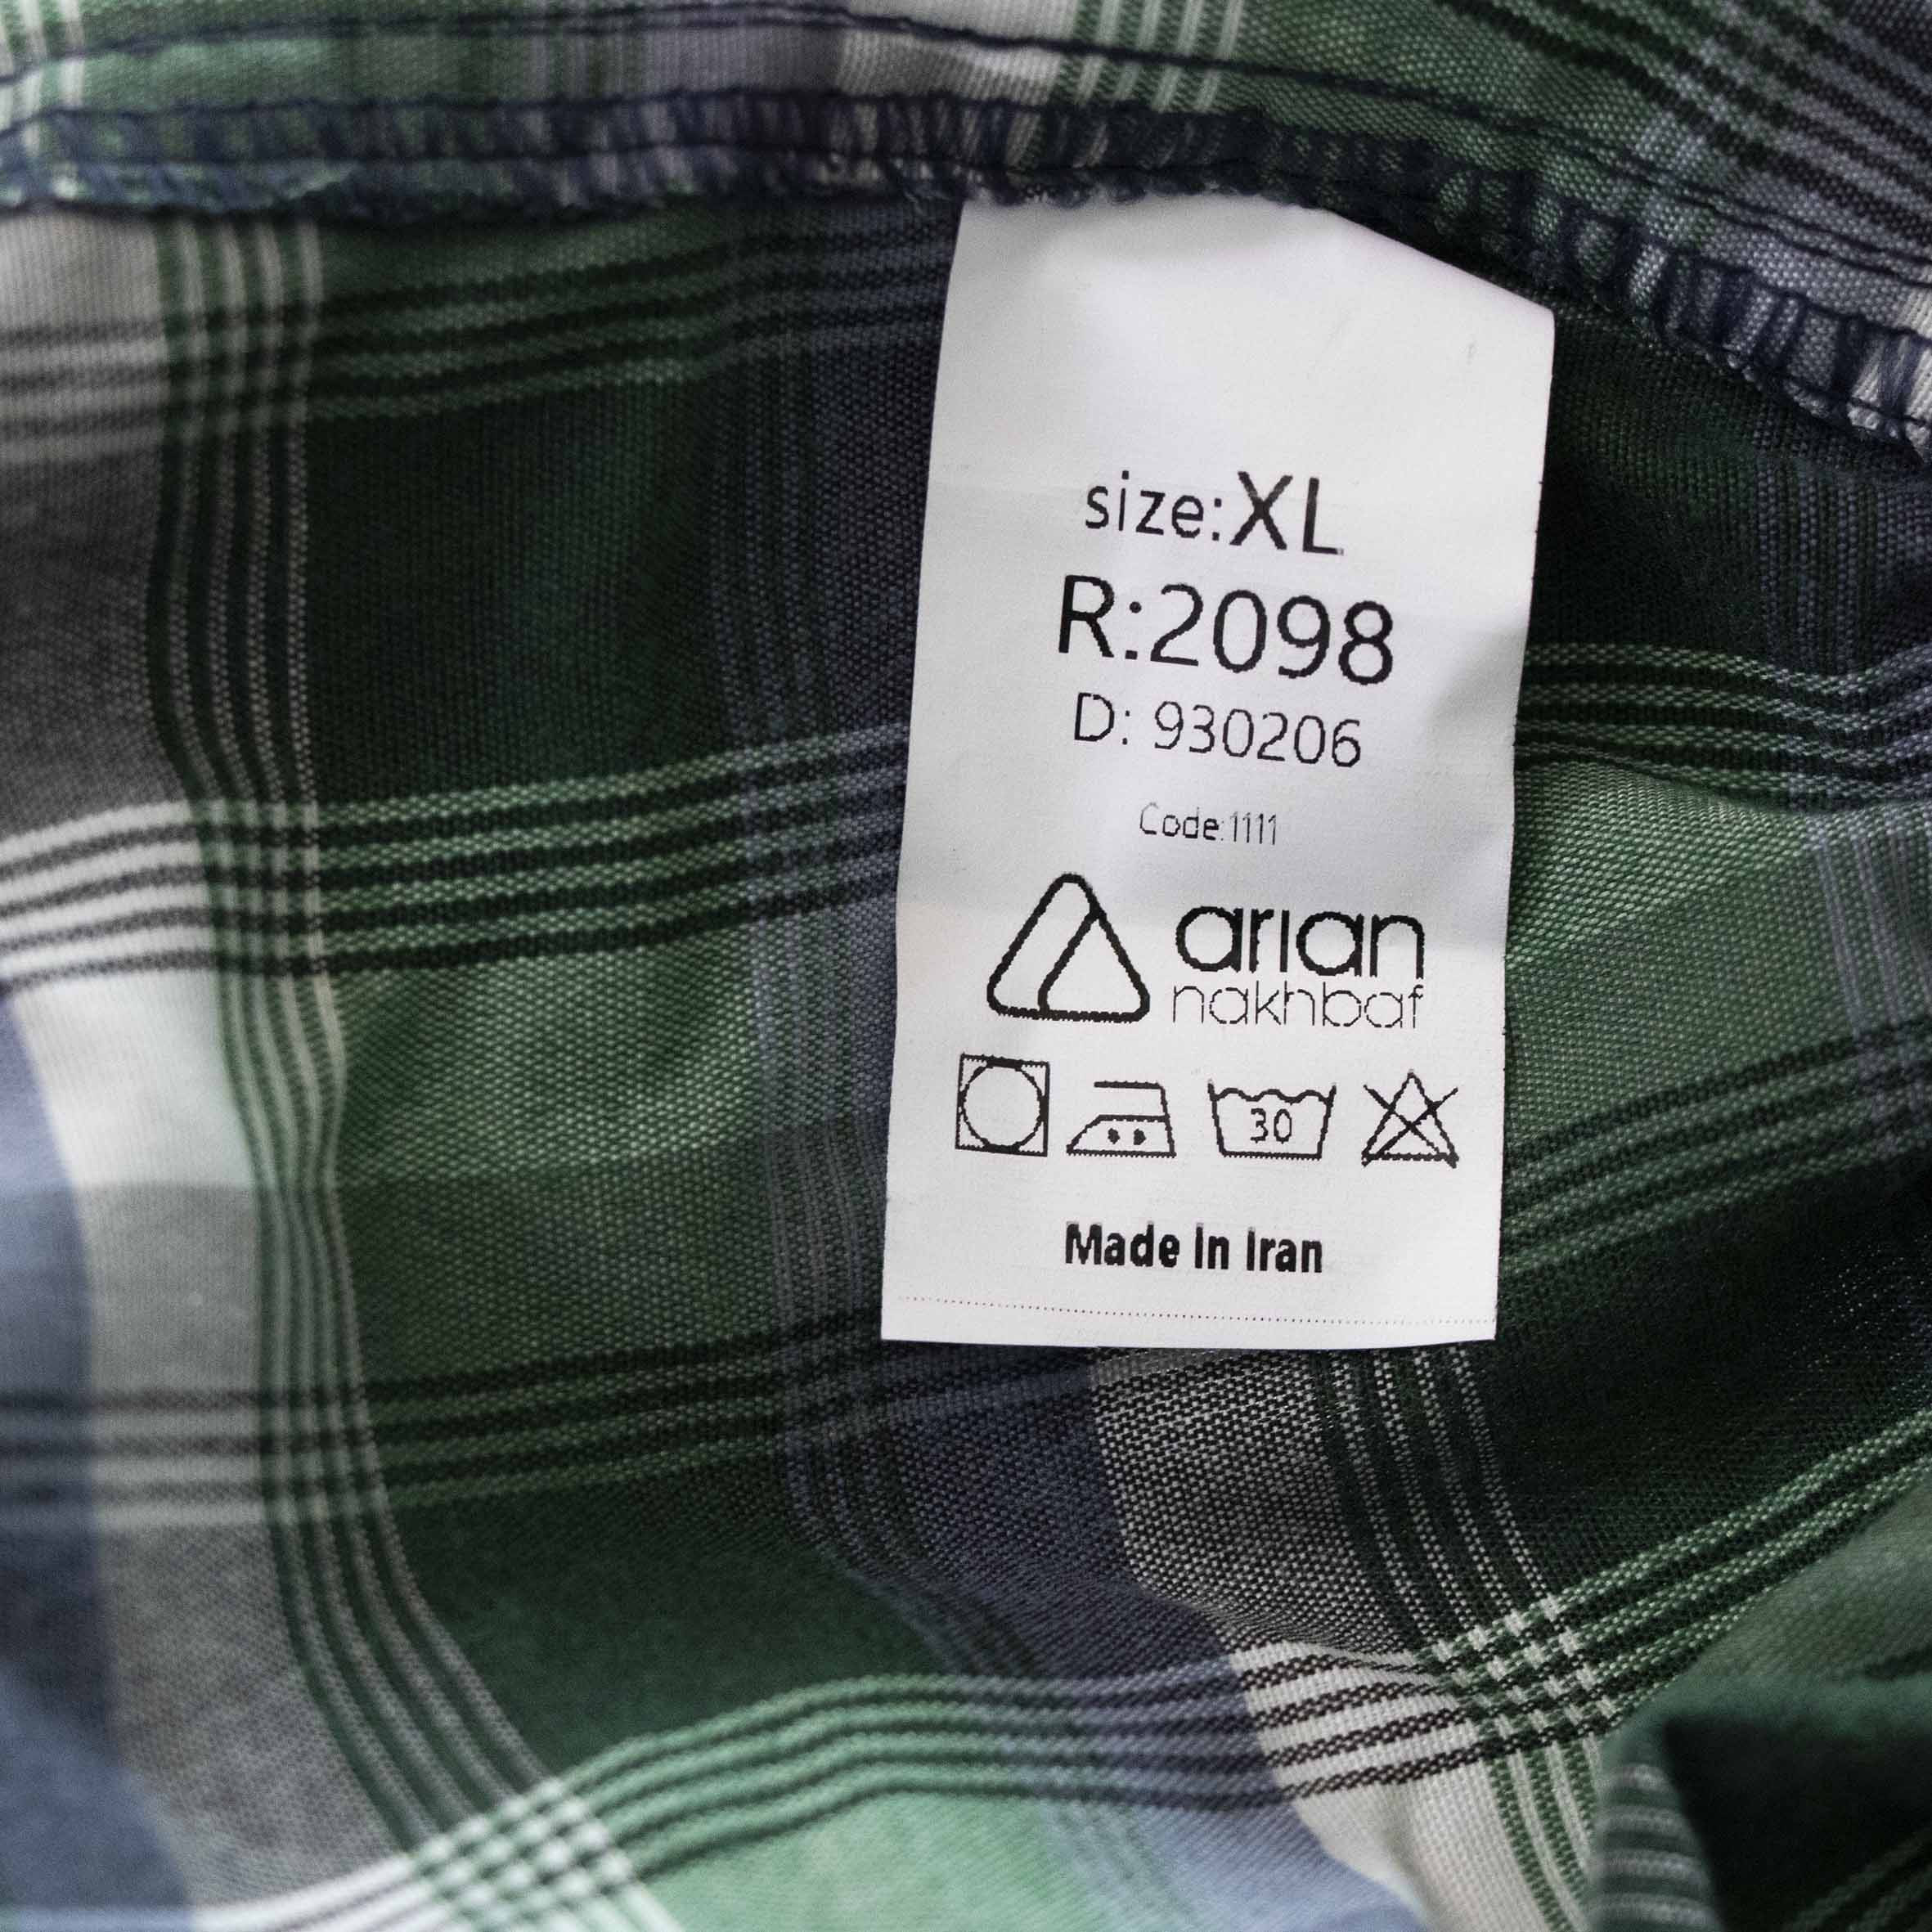 size:XL
R:2098
D: 930206
Code:1111
arian
nakhbaf
30
Made In Iran